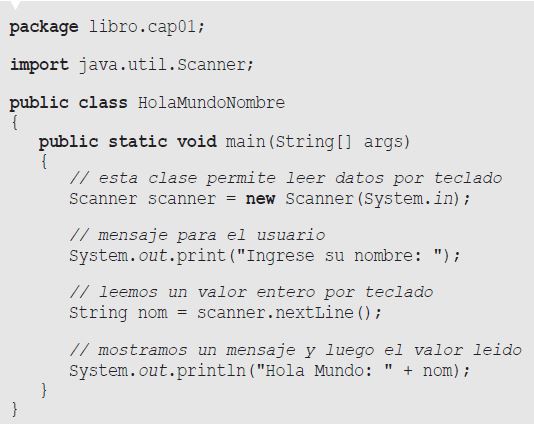 package libro.cap01;
import java.util.Scanner;
public class HolaMundoNombre
{
public static void main(String[] args)
{
// esta clase permite leer datos por teclado
Scanner scanner = new Scanner(System.in);
// mensaje para el usuario
System.out.print("Ingrese su nombre: ");
// leemos un valor entero por teclado
String nom = scanner.nextLine();
// mostramos un mensaje y luego el valor leido
System.out.println("Hola Mundo: " + nom);
}
}